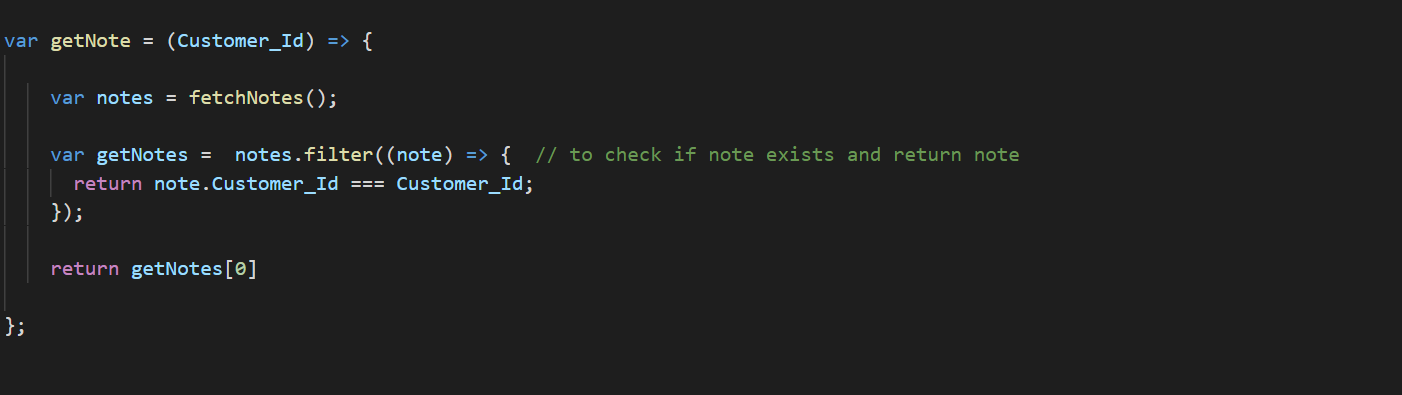 var getNote = (Customer_Id) => {
var notes = fetchNotes();
var getNotes =  notes.filter((note) => {  // to check if note exists and return note
return note.Customer_Id === Customer_Id;
});
return getNotes[0]
};